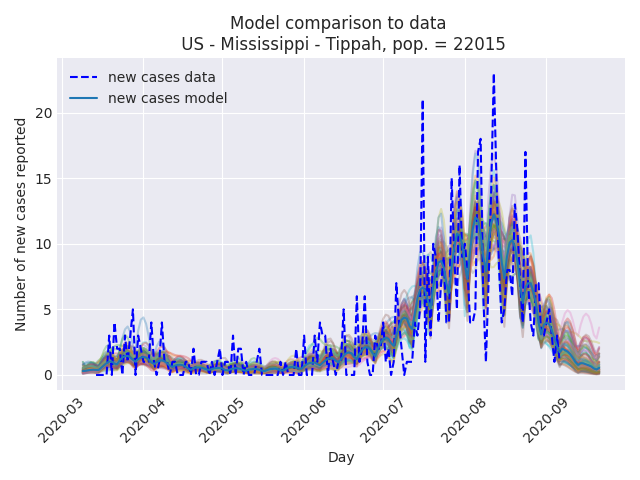 Model comparison to data
US - Mississippi - Tippah, pop. = 22015
new cases data
new cases model
Number of new cases reported
20
15
10
5
0
2020-03
2020-04
2020-05
2020-06
2020-07
2020-08
2020-09
Day